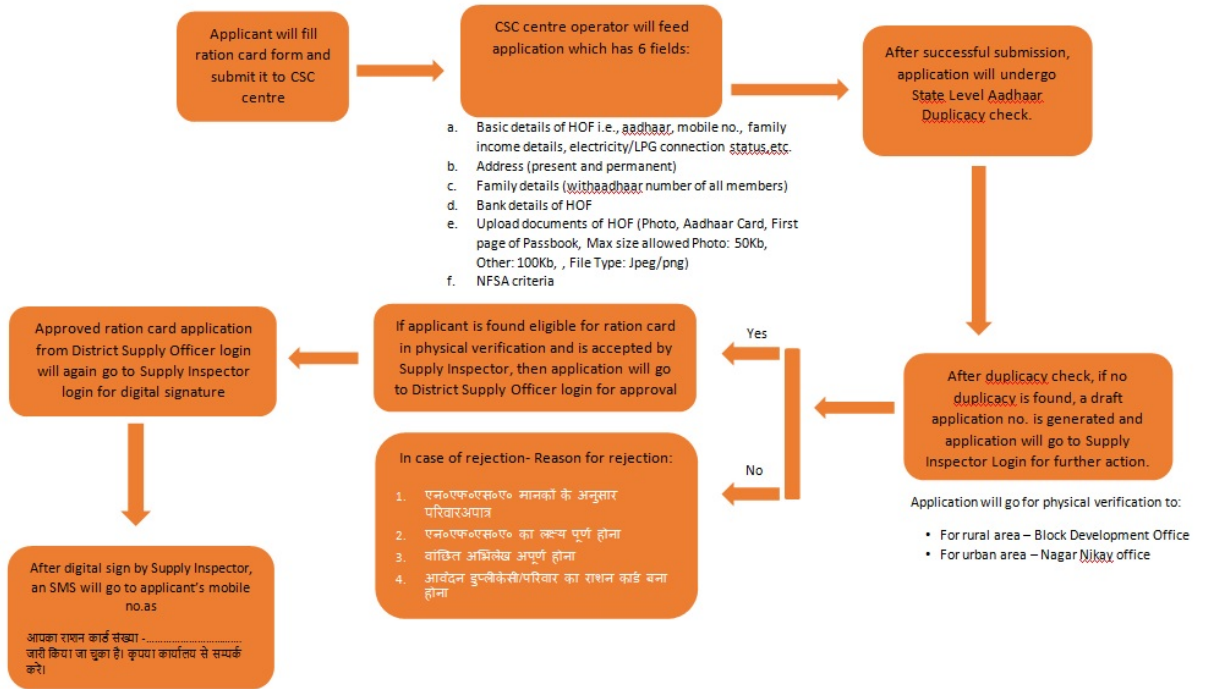 Applicant will fill
ration card form and
submit it to CSC
centre
CSC centre operator will feed
application which has 6 fields:
a. Basic details of HOF i.e., aadhaar, mobile no., family
income details, electricity/LPG connection status,etc.
b. Address (present and permanent)
c. Family details (withaadhaar number of all members)
d. Bank details of HOF
e. Upload documents of HOF (Photo, Aadhaar Card, First
page of Passbook, Max size allowed Photo: 50Kb,
Other: 100Kb, , File Type: Jpeg/png)
f. NFSA criteria
After successful submission,
application will undergo
State Level Aadhaar
Duplicacy check.
After duplicacy check, if no
duplicacy is found, a draft
application no. is generated and
application will go to Supply
Inspector Login for further action.
Application will go for physical verification to:
• For rural area – Block Development Office
• For urban area – Nagar Nikay office
Yes
If applicant is found eligible for ration card
in physical verification and is accepted by
Supply Inspector, then application will go
to District Supply Officer login for approval
No
In case of rejection- Reason for rejection:
1. एन०एफ०एस०ए० मानकों के अनुसार
परिवारअपात्र
2. एन०एफ०एस०ए० का लक्ष्य पूर्ण होना
3. वांछित अभिलेख अपूर्ण होना
4. आवेदन डुप्लीकेसी/परिवार का राशन कार्ड बना
होना
Approved ration card application
from District Supply Officer login
will again go to Supply Inspector
login for digital signature
After digital sign by Supply Inspector,
an SMS will go to applicant's mobile
no.as
आपका राशन कार्ड संख्या -.................................
जारी किया जा चुका है। कृपया कार्यालय से सम्पर्क
करे।